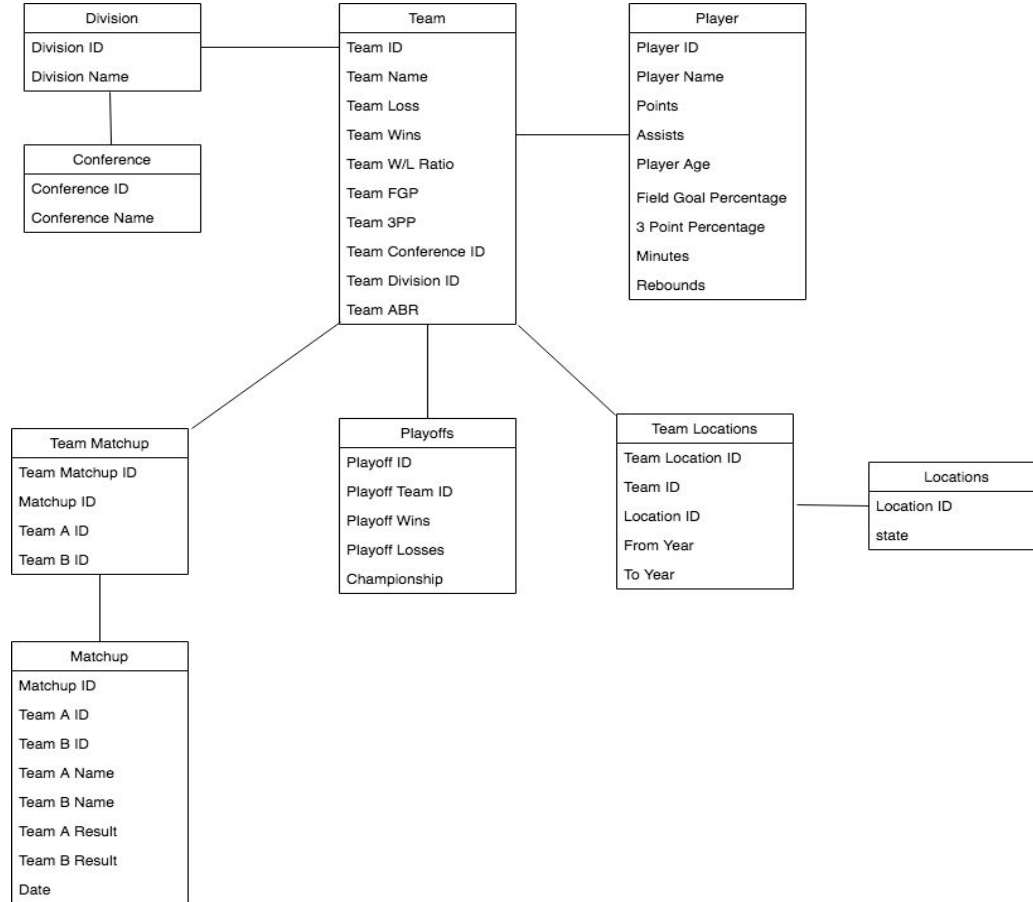 Division
Division ID
Division Name
Conference
Conference ID
Conference Name
Team
Team ID
Team Name
Team Loss
Team Wins
Team W/L Ratio
Team FGP
Team 3PP
Team Conference ID
Team Division ID
Team ABR
Player
Player ID
Player Name
Points
Assists
Player Age
Field Goal Percentage
3 Point Percentage
Minutes
Rebounds
Team Matchup
Team Matchup ID
Matchup ID
Team A ID
Team B ID
Playoffs
Playoff ID
Playoff Team ID
Playoff Wins
Playoff Losses
Championship
Team Locations
Team Location ID
Team ID
Location ID
From Year
To Year
Locations
Location ID
state
Matchup
Matchup ID
Team A ID
Team B ID
Team A Name
Team B Name
Team A Result
Team B Result
Date